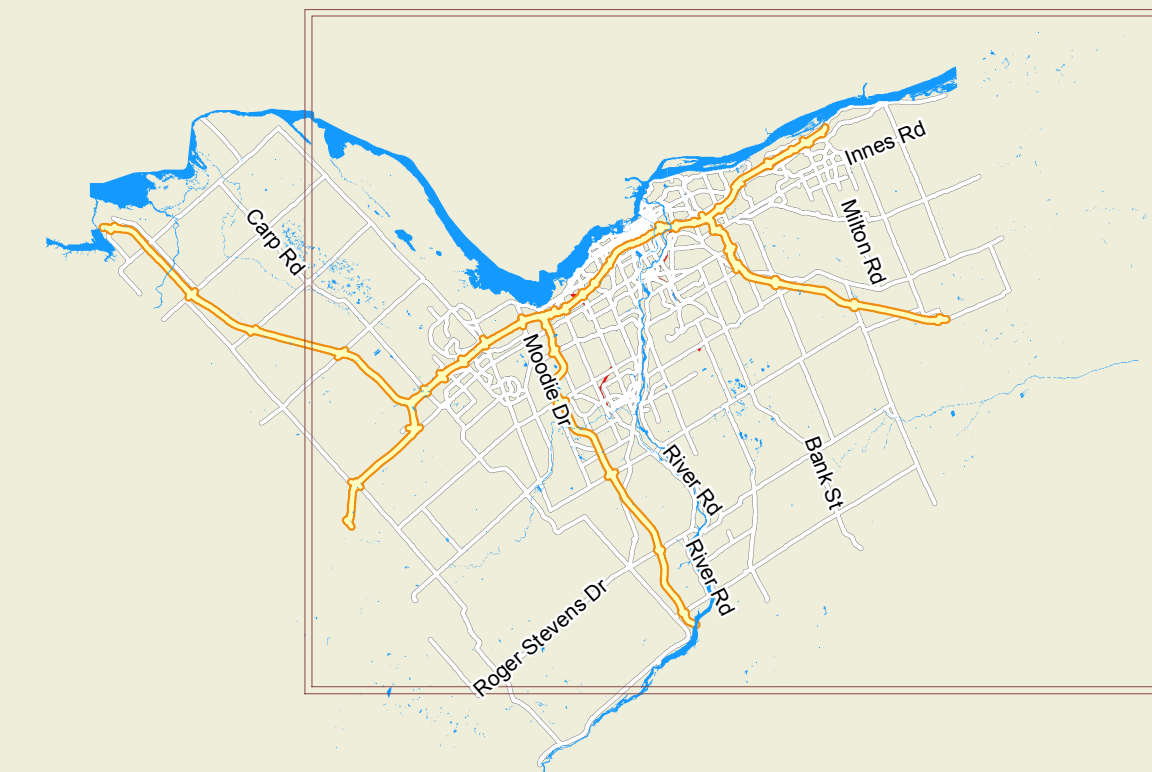 Innes Rd
Carp Rd
Milton Rd
Moodie Dr
Bank St
River Rd
River Rd
Roger Stevens Dr